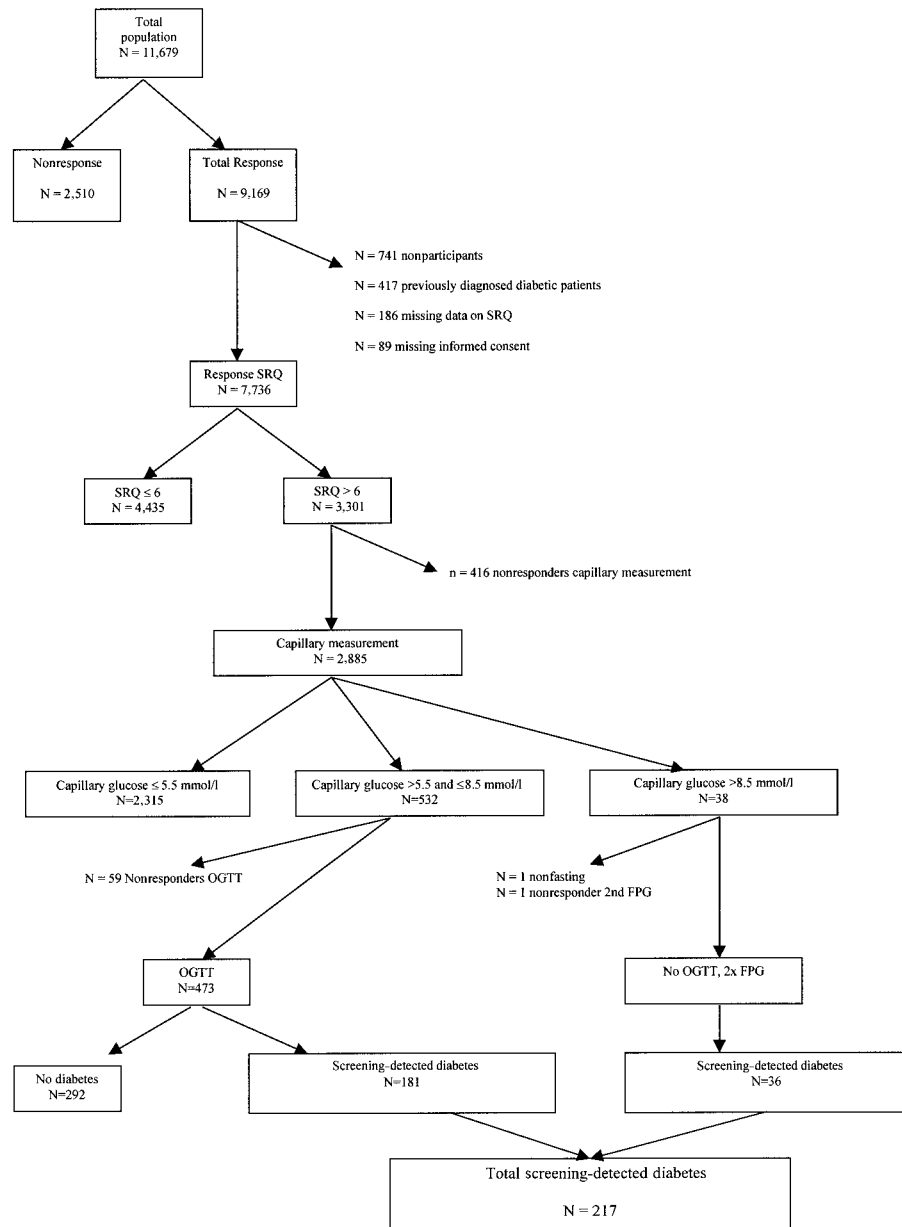 Total
population
N = 11,679
Nonresponse
N = 2,510
Total Response
N = 9,169
N = 741 nonparticipants
N = 417 previously diagnosed diabetic patients
N = 186 missing data on SRQ
N = 89 missing informed consent
Response SRQ
N = 7,736
SRQ ≤ 6
N = 4,435
SRQ > 6
N = 3,301
n = 416 nonresponders capillary measurement
Capillary measurement
N = 2,885
Capillary glucose ≤ 5.5 mmol/l
N=2,315
Capillary glucose >5.5 and ≤8.5 mmol/l
N=532
Capillary glucose >8.5 mmol/l
N=38
N = 59 Nonresponders OGTT
N = 1 nonfasting
N = 1 nonresponder 2nd FPG
OGTT
N=473
No OGTT, 2x FPG
No diabetes
N=292
Screening-detected diabetes
N=181
Screening-detected diabetes
N=36
Total screening-detected diabetes
N = 217